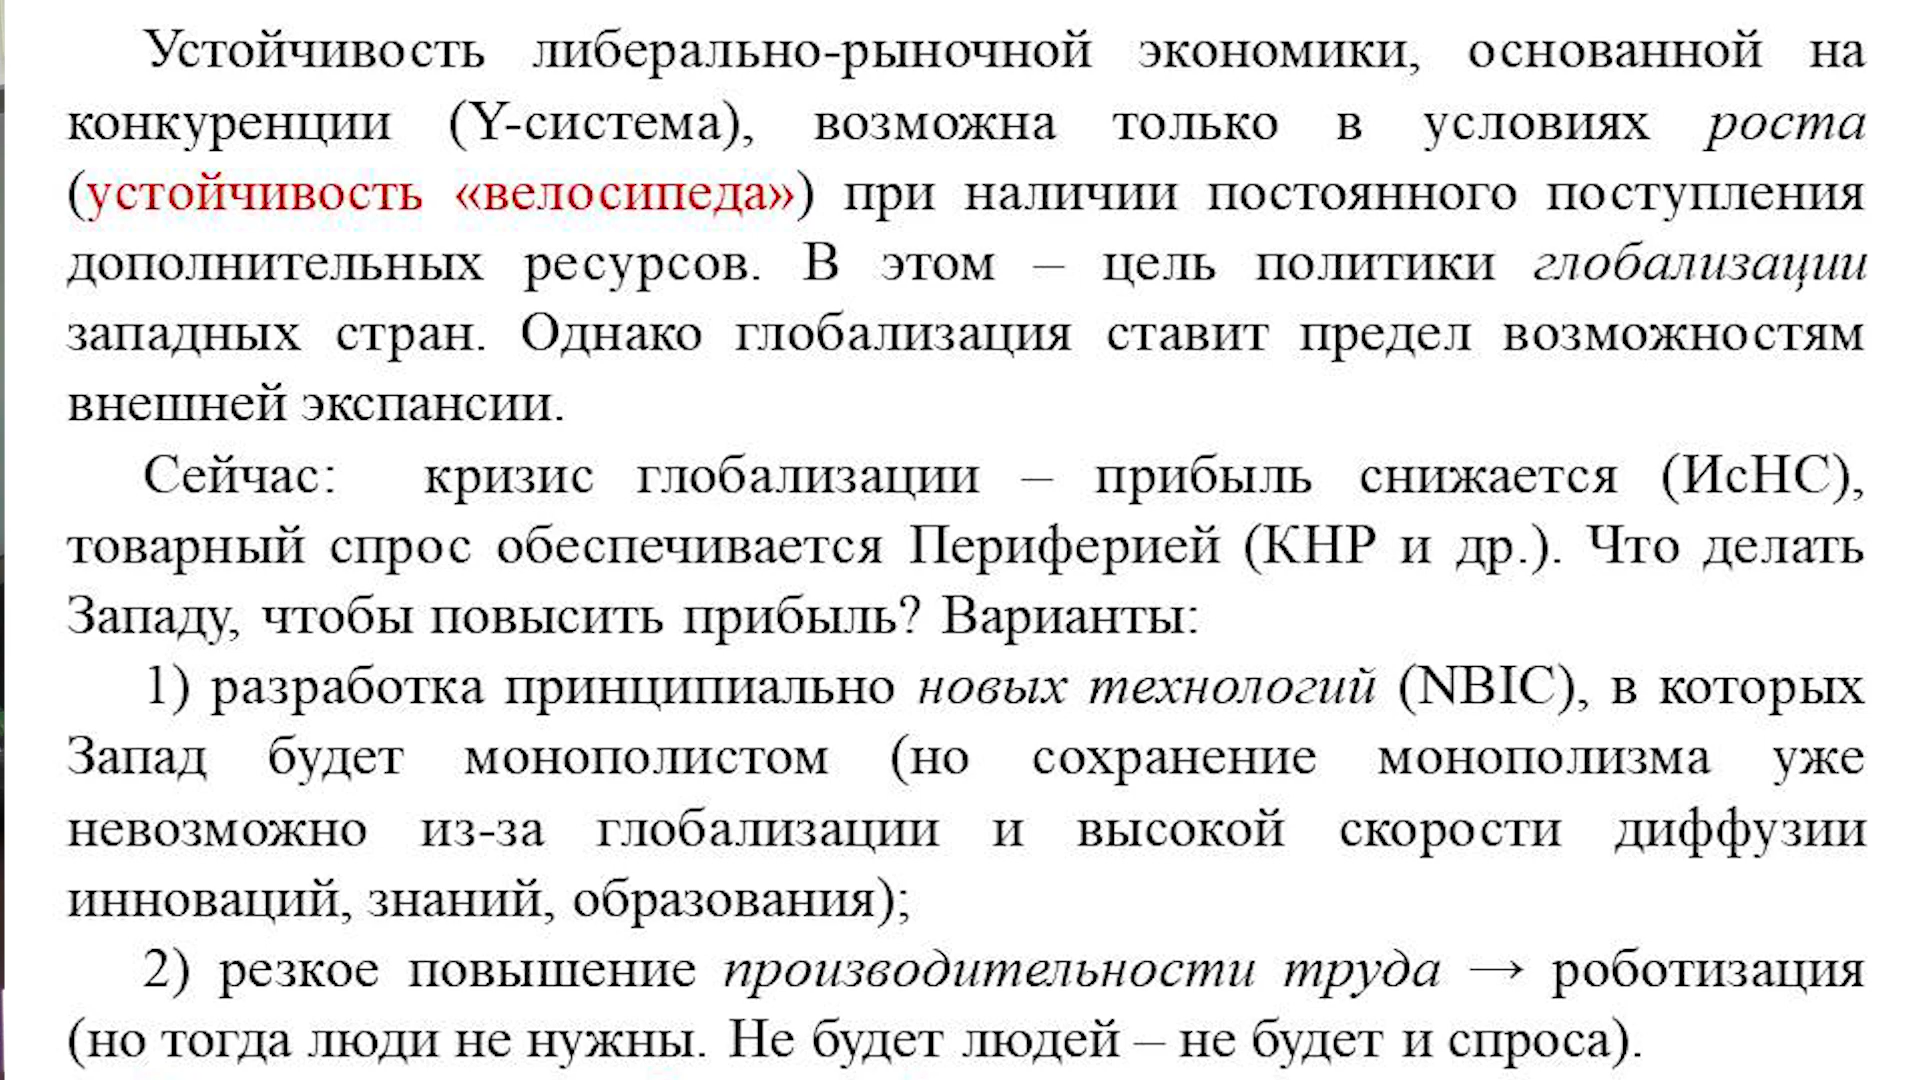 Устойчивость либерально-рыночной экономики, основанной на
конкуренции (Y-система), возможна только в условиях роста
(устойчивость «велосипеда») при наличии постоянного поступления
дополнительных ресурсов. В этом – цель политики глобализации
западных стран. Однако глобализация ставит предел возможностям
внешней экспансии.
Сейчас: кризис глобализации – прибыль снижается (ИсНС),
товарный спрос обеспечивается Периферией (КНР и др.). Что делать
Западу, чтобы повысить прибыль? Варианты:
1) разработка принципиально новых технологий (NBIC), в которых
Запад будет монополистом (но сохранение монополизма уже
невозможно из-за глобализации и высокой скорости диффузии
инноваций, знаний, образования);
2) резкое повышение производительности труда → роботизация
(но тогда люди не нужны. Не будет людей – не будет и спроса).